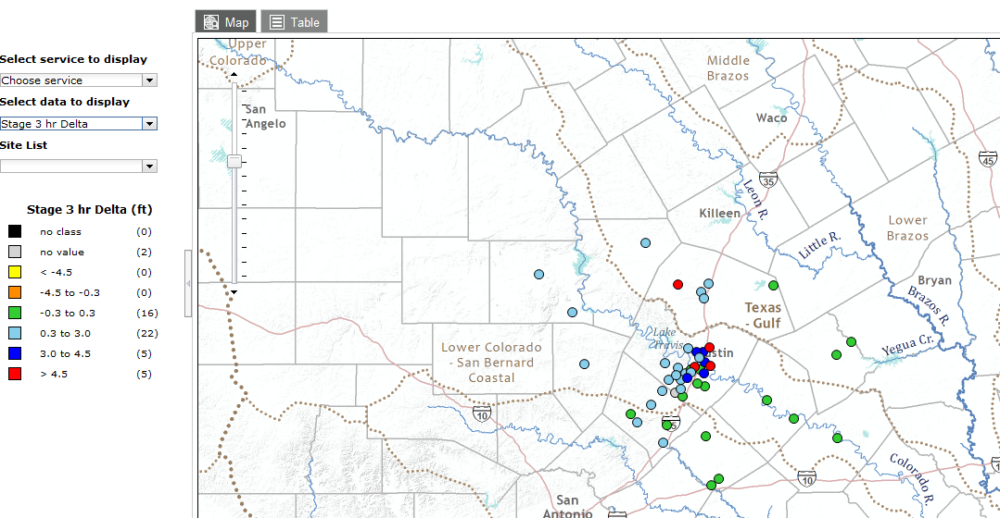 Map
Table
Select service to display
Choose service
Select data to display
Stage 3 hr Delta
Site List
Stage 3 hr Delta (ft)
no class (0)
no value (2)
< -4.5 (0)
-4.5 to -0.3 (0)
-0.3 to 0.3 (16)
0.3 to 3.0 (22)
3.0 to 4.5 (5)
> 4.5 (5)
Upper
Colorado
San
Angelo
Middle
Brazos
Waco
45
35
Leon R.
Killeen
Little R.
Lower
Brazos
Bryan
Brazos R.
Texas
- Gulf
Yegua Cr.
Lake
Travis
stin
Lower Colorado
- San Bernard
Coastal
10
10
Colorado R.
San
Antonio